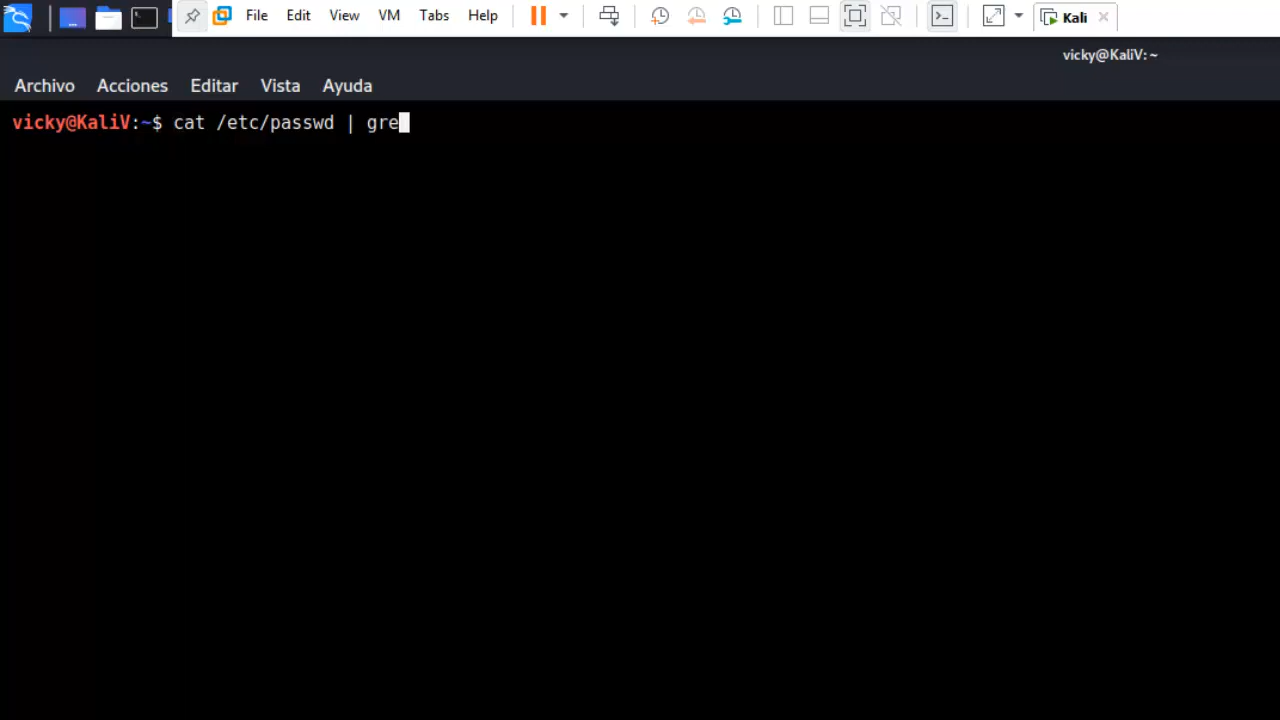 File Edit View VM Tabs Help Kali
vicky@KaliV: ~
Archivo Acciones Editar Vista Ayuda
vicky@KaliV:~$ cat /etc/passwd | gre